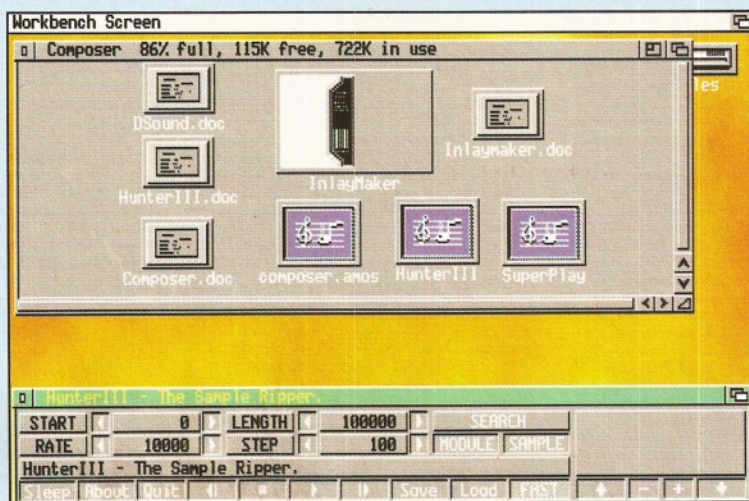 Workbench Screen
Composer 86% full, 115K free, 722K in use
les
DSound.doc
InlayMaker
Inlaymaker.doc
HunterIII.doc
Composer.doc
composer.amos
HunterIII
SuperPlay
HunterIII - The Sample Ripper.
START 0 LENGTH 100000 SEARCH
RATE 10000 STEP 100 MODULE SAMPLE
HunterIII - The Sample Ripper.
Sleep About Quit Save Load FAST - +